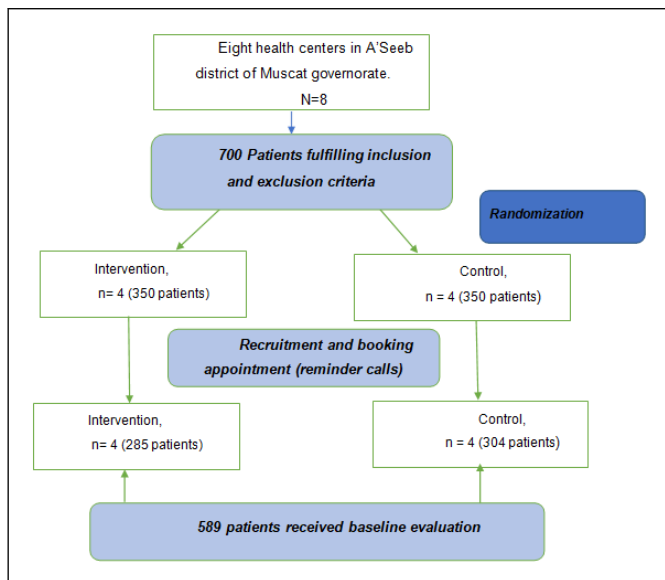 Eight health centers in A'Seeb
district of Muscat governorate.
N=8
700 Patients fulfilling inclusion
and exclusion criteria
Randomization
Intervention,
n= 4 (350 patients)
Control,
n = 4 (350 patients)
Recruitment and booking
appointment (reminder calls)
Intervention,
n= 4 (285 patients)
Control,
n = 4 (304 patients)
589 patients received baseline evaluation